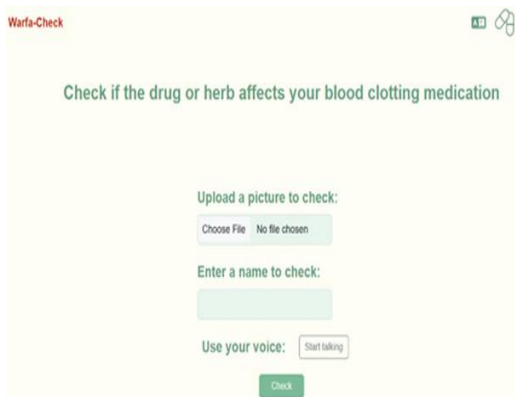 Warfa-Check
Check if the drug or herb affects your blood clotting medication
Upload a picture to check:
Choose File No file chosen
Enter a name to check:
Use your voice: Start talking
Check